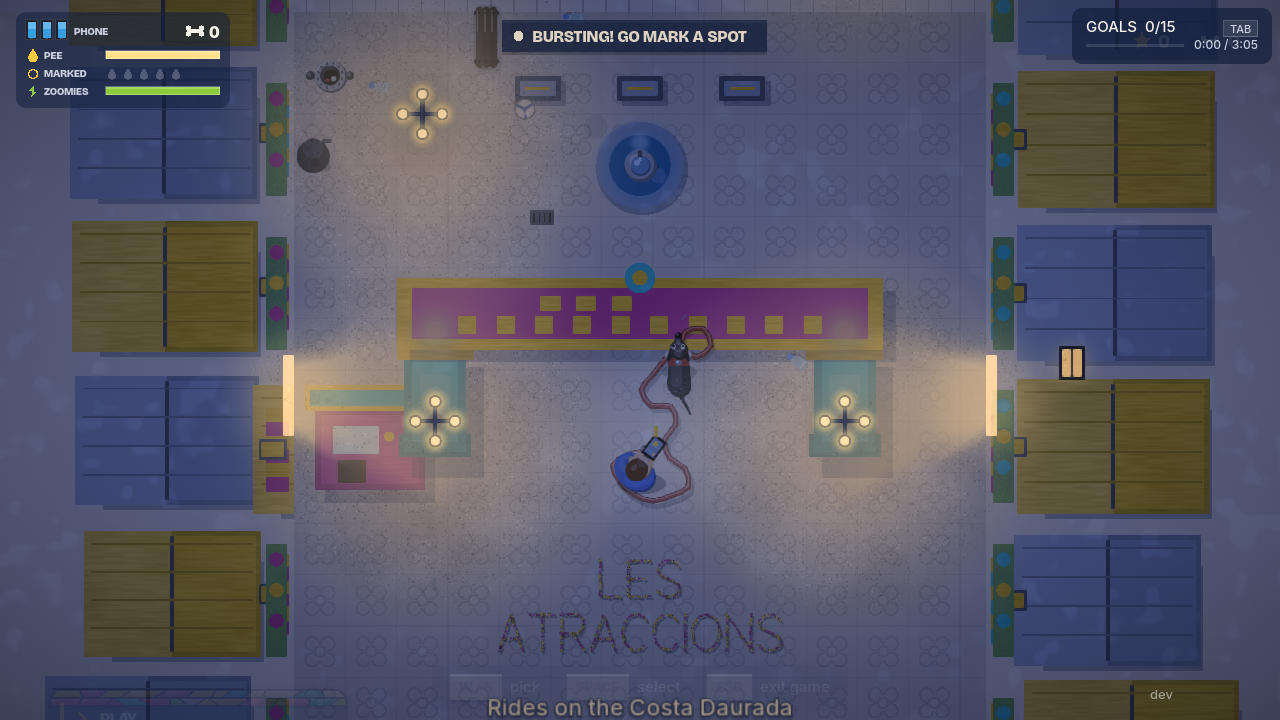 PHONE
0
PEE
MARKED
ZOOMIES
BURSTING! GO MARK A SPOT
GOALS 0/15
TAB
0:00 / 3:05
LES
ATRACCIONS
pick
select
exit game
Rides on the Costa Daurada
PLAY
dev